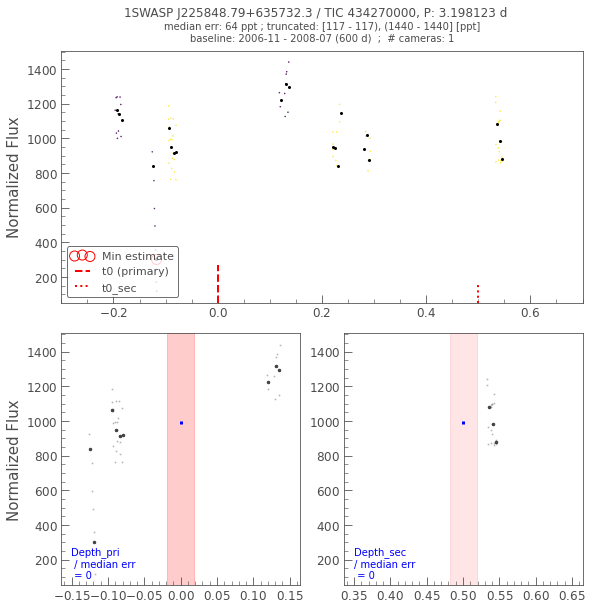 1SWASP J225848.79+635732.3 / TIC 434270000, P: 3.198123 d
median err: 64 ppt ; truncated: [117 - 117), (1440 - 1440] [ppt]
baseline: 2006-11 - 2008-07 (600 d)  ;  # cameras: 1
Normalized Flux
1400
1200
1000
800
600
400
200
Min estimate
t0 (primary)
t0_sec
−0.2 0.0 0.2 0.4 0.6
Normalized Flux
1400
1200
1000
800
600
400
200
Depth_pri
/ median err
= 0
−0.15 −0.10 −0.05 0.00 0.05 0.10 0.15
1400
1200
1000
800
600
400
200
Depth_sec
/ median err
= 0
0.35 0.40 0.45 0.50 0.55 0.60 0.65